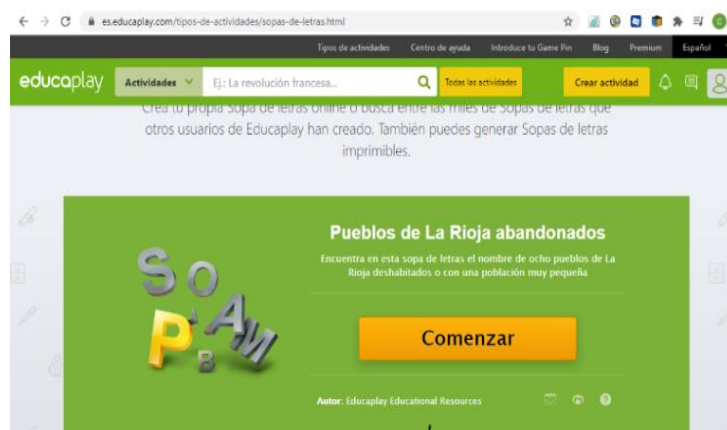 es.educaplay.com/tipos-de-actividades/sopas-de-letras.html
Tipos de actividades Centro de ayuda Introduce tu Game Pin Blog Premium Español
educaplay Actividades Ej.: La revolución francesa... Todas las actividades Crear actividad
Crea tu propia Sopa de letras online o busca entre las miles de Sopas de letras que
otros usuarios de Educaplay han creado. También puedes generar Sopas de letras
imprimibles.
Pueblos de La Rioja abandonados
Encuentra en esta sopa de letras el nombre de ocho pueblos de La
Rioja deshabitados o con una población muy pequeña
SOPA
AMB
Comenzar
Autor: Educaplay Educational Resources